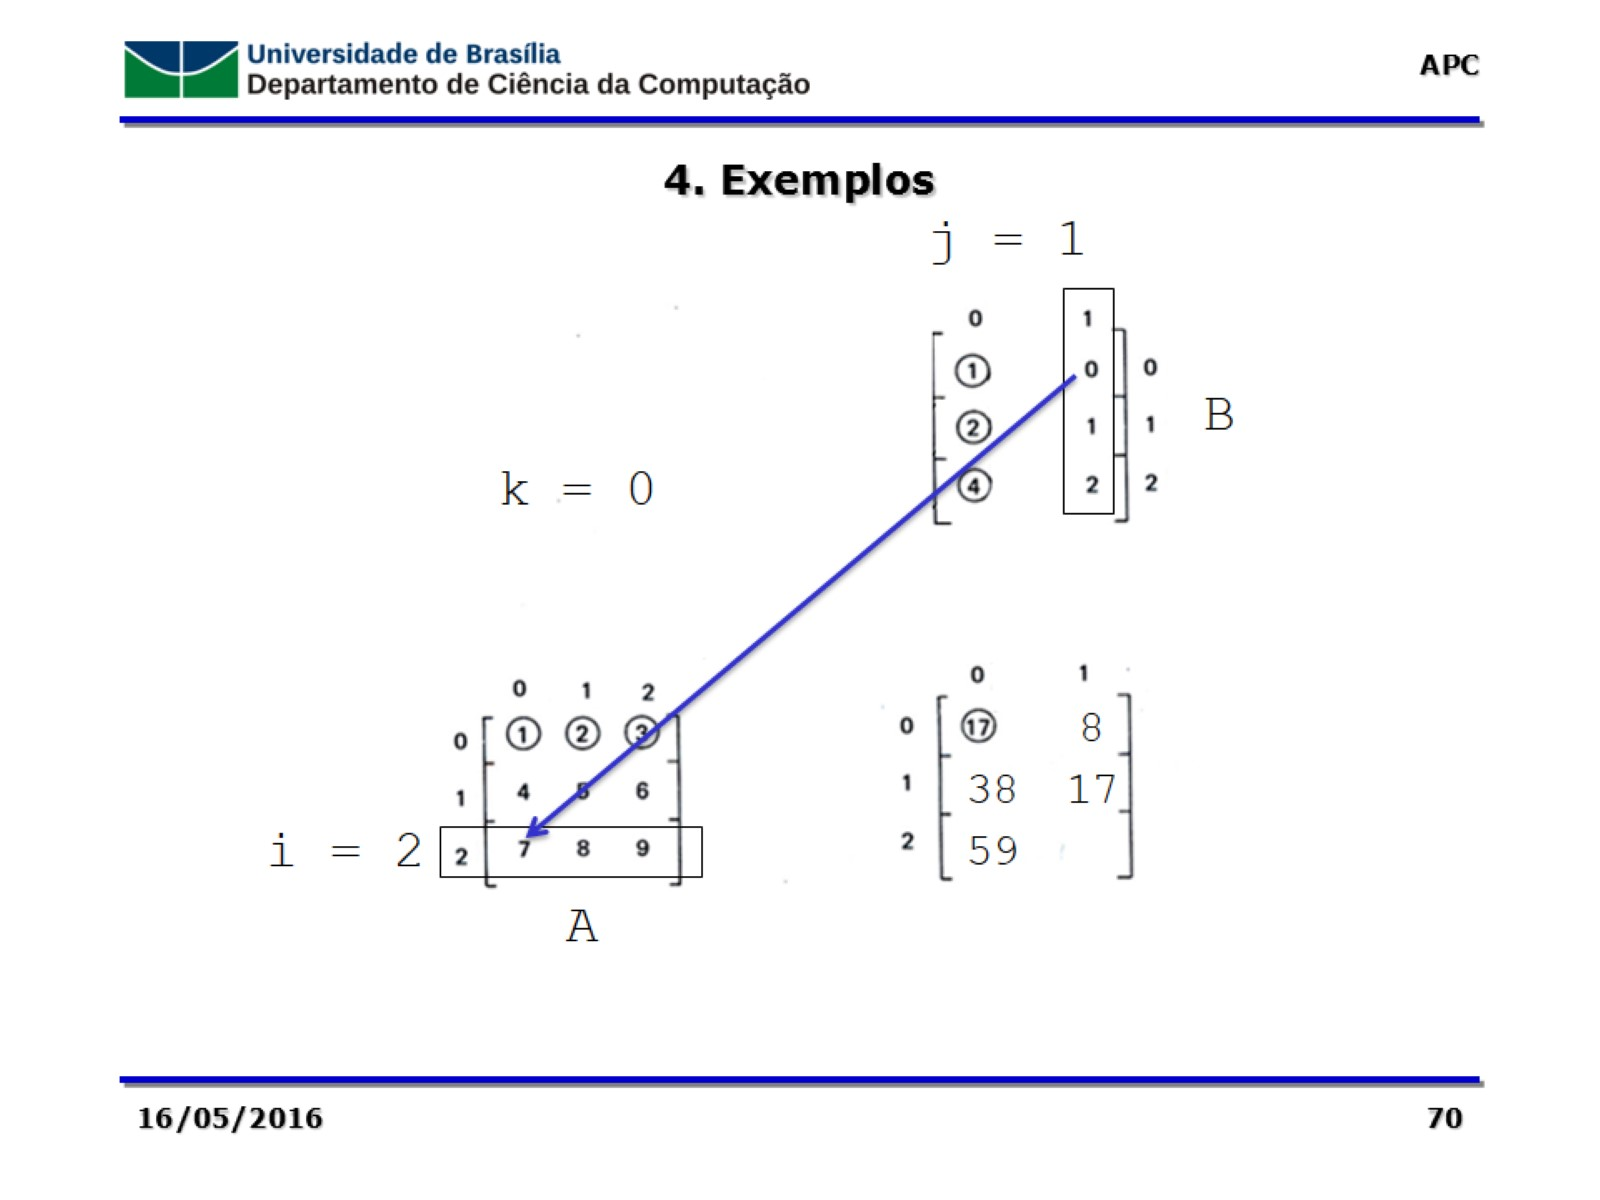 Universidade de Brasília
Departamento de Ciência da Computação
APC
4. Exemplos
j = 1
0 1
1 0 0
2 1 1
4 2 2
B
k = 0
0 1 2
0 1 2 3
1 4 5 6
i = 2 2 7 8 9
A
0 1
0 17 8
1 38 17
2 59
16/05/2016
70